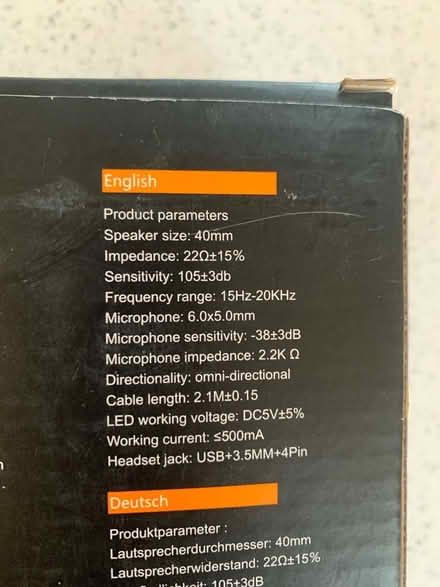 English
Product parameters
Speaker size: 40mm
Impedance: 22Ω±15%
Sensitivity: 105±3db
Frequency range: 15Hz-20KHz
Microphone: 6.0x5.0mm
Microphone sensitivity: -38±3dB
Microphone impedance: 2.2K Ω
Directionality: omni-directional
Cable length: 2.1M±0.15
LED working voltage: DC5V±5%
Working current: ≤500mA
Headset jack: USB+3.5MM+4Pin
Deutsch
Produktparameter :
Lautsprecherdurchmesser: 40mm
Lautsprecherwiderstand: 22Ω±15%
105±3dB